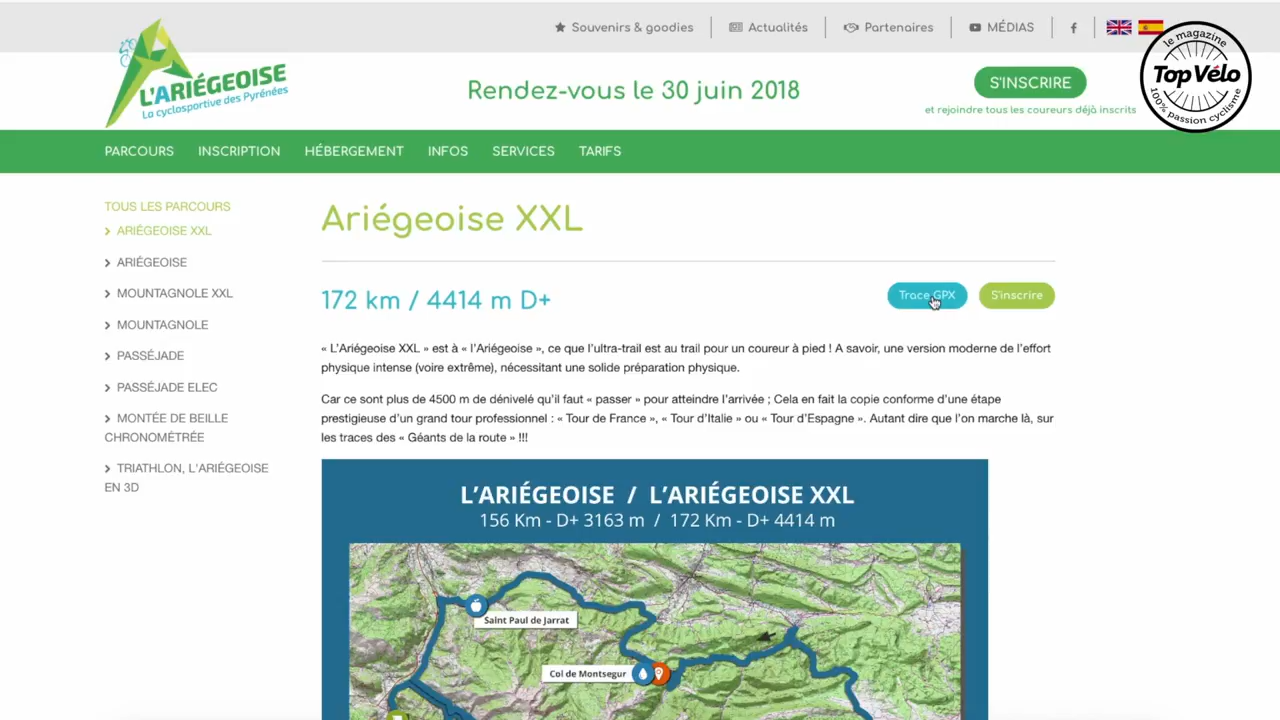 Souvenirs & goodies
Actualités
Partenaires
MÉDIAS
L'ARIÉGEOISE
La cyclosportive des Pyrénées
Rendez-vous le 30 juin 2018
S'INSCRIRE
et rejoindre tous les coureurs déjà inscrits
le magazine
Top Vélo
100% passion cyclisme
PARCOURS
INSCRIPTION
HÉBERGEMENT
INFOS
SERVICES
TARIFS
TOUS LES PARCOURS
ARIÉGEOISE XXL
ARIÉGEOISE
MOUNTAGNOLE XXL
MOUNTAGNOLE
PASSÉJADE
PASSÉJADE ELEC
MONTÉE DE BEILLE
CHRONOMÉTRÉE
TRIATHLON, L'ARIÉGEOISE
EN 3D
Ariégeoise XXL
172 km / 4414 m D+
Trace GPX
S'inscrire
« L'Ariégeoise XXL » est à « l'Ariégeoise », ce que l'ultra-trail est au trail pour un coureur à pied ! A savoir, une version moderne de l'effort
physique intense (voire extrême), nécessitant une solide préparation physique.
Car ce sont plus de 4500 m de dénivelé qu'il faut « passer » pour atteindre l'arrivée ; Cela en fait la copie conforme d'une étape
prestigieuse d'un grand tour professionnel : « Tour de France », « Tour d'Italie » ou « Tour d'Espagne ». Autant dire que l'on marche là, sur
les traces des « Géants de la route » !!!
L'ARIÉGEOISE / L'ARIÉGEOISE XXL
156 Km - D+ 3163 m / 172 Km - D+ 4414 m
Saint Paul de Jarrat
Col de Montsegur